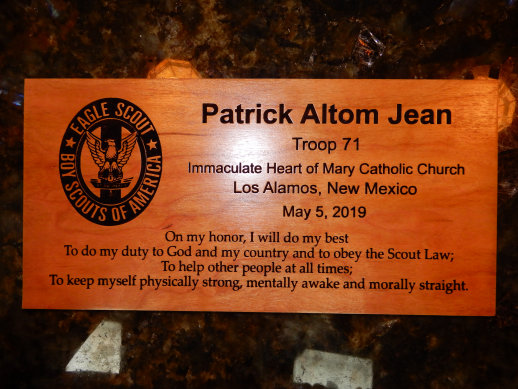 EAGLE SCOUT
BOY SCOUTS OF AMERICA
Patrick Altom Jean
Troop 71
Immaculate Heart of Mary Catholic Church
Los Alamos, New Mexico
May 5, 2019
On my honor, I will do my best
To do my duty to God and my country and to obey the Scout Law;
To help other people at all times;
To keep myself physically strong, mentally awake and morally straight.